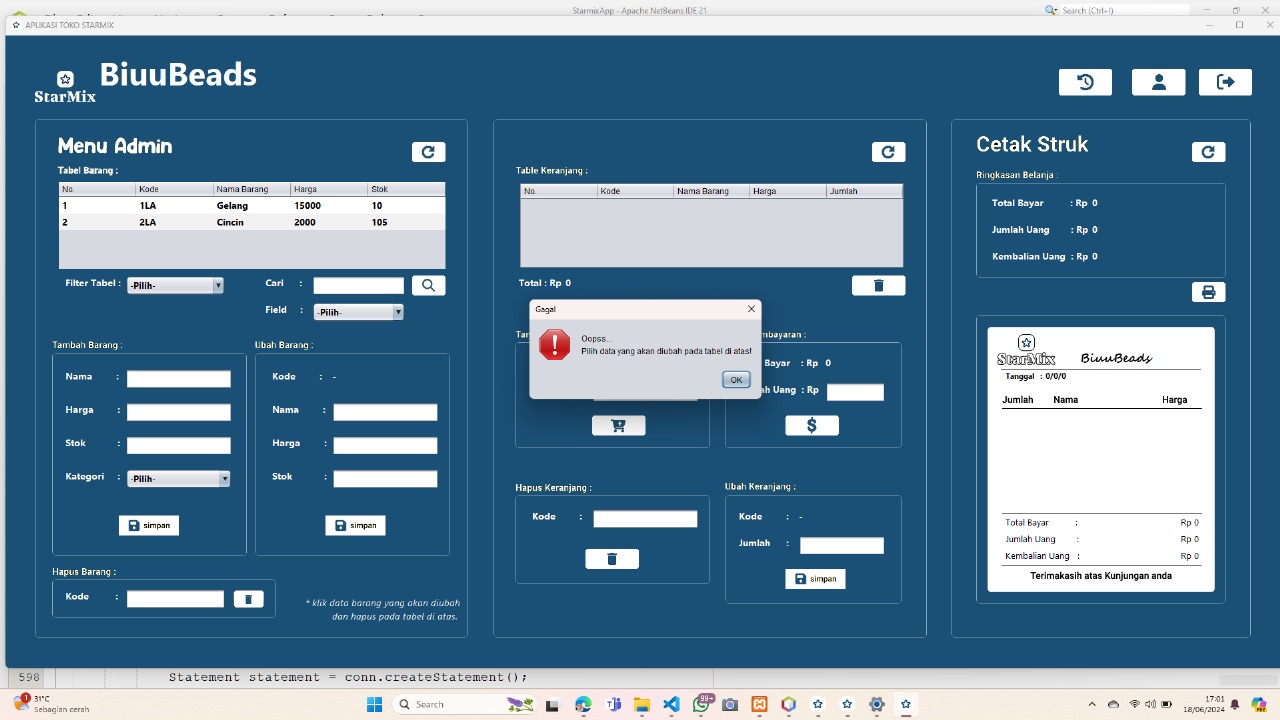 StarmixApp - Apache NetBeans IDE 21
Search (Ctrl+I)
APLIKASI TOKO STARMIX
StarMix
BiuuBeads
Menu Admin
Tabel Barang :
No. Kode Nama Barang Harga Stok
1 1LA Gelang 15000 10
2 2LA Cincin 2000 105
Filter Tabel : -Pilih-
Cari :
Field : -Pilih-
Tambah Barang :
Nama :
Harga :
Stok :
Kategori : -Pilih-
simpan
Ubah Barang :
Kode : -
Nama :
Harga :
Stok :
simpan
Hapus Barang :
Kode :
* klik data barang yang akan diubah
dan hapus pada tabel di atas.
Table Keranjang :
No. Kode Nama Barang Harga Jumlah
Total : Rp 0
Gagal
Oopss...
Pilih data yang akan diubah pada tabel di atas!
OK
Bayar : Rp 0
Uang : Rp
Hapus Keranjang :
Kode :
Ubah Keranjang :
Kode : -
Jumlah :
simpan
Cetak Struk
Ringkasan Belanja :
Total Bayar : Rp 0
Jumlah Uang : Rp 0
Kembalian Uang : Rp 0
StarMix
BiuuBeads
Tanggal : 0/0/0
Jumlah Nama Harga
Total Bayar : Rp 0
Jumlah Uang : Rp 0
Kembalian Uang : Rp 0
Terimakasih atas Kunjungan anda
598 Statement statement = conn.createStatement();
1
31°C
Sebagian cerah
Search
99+
17:01
18/06/2024